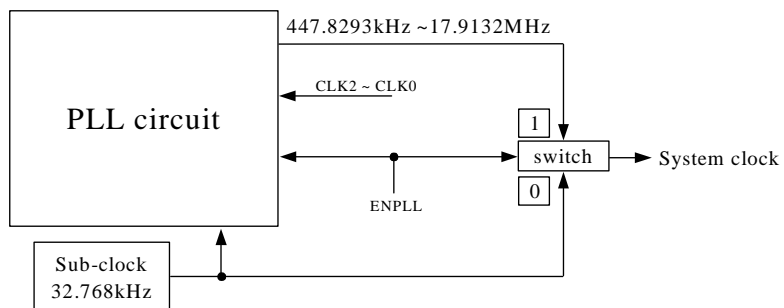 447.8293kHz ~17.9132MHz
CLK2 ~ CLK0
PLL circuit
1
switch
System clock
0
ENPLL
Sub-clock
32.768kHz